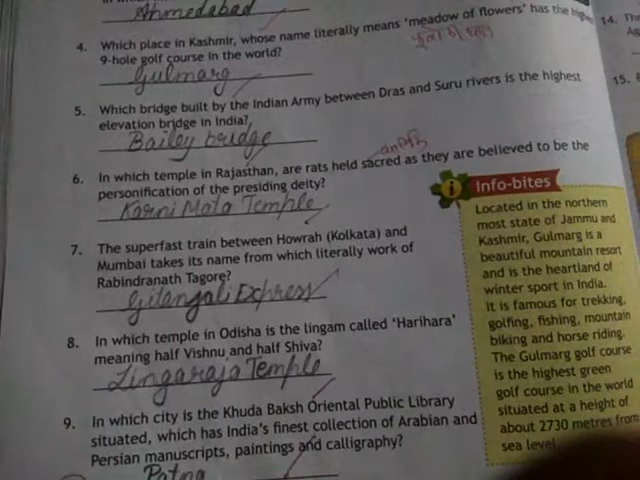 Ahmedabad
4. Which place in Kashmir, whose name literally means 'meadow of flowers' has the
9-hole golf course in the world?
Gulmarg
5. Which bridge built by the Indian Army between Dras and Suru rivers is the highest
elevation bridge in India?
Bailey bridge
6. In which temple in Rajasthan, are rats held sacred as they are believed to be the
personification of the presiding deity?
Karni Mata Temple
7. The superfast train between Howrah (Kolkata) and
Mumbai takes its name from which literally work of
Rabindranath Tagore?
Gitangali Express
8. In which temple in Odisha is the lingam called 'Harihara'
meaning half Vishnu and half Shiva?
Lingaraja Temple
9. In which city is the Khuda Baksh Oriental Public Library
situated, which has India's finest collection of Arabian and
Persian manuscripts, paintings and calligraphy?
Patna
i Info-bites
Located in the northern
most state of Jammu and
Kashmir, Gulmarg is a
beautiful mountain resort
and is the heartland of
winter sport in India.
It is famous for trekking,
golfing, fishing, mountain
biking and horse riding.
The Gulmarg golf course
is the highest green
golf course in the world
situated at a height of
about 2730 metres from
sea level
14.
15.